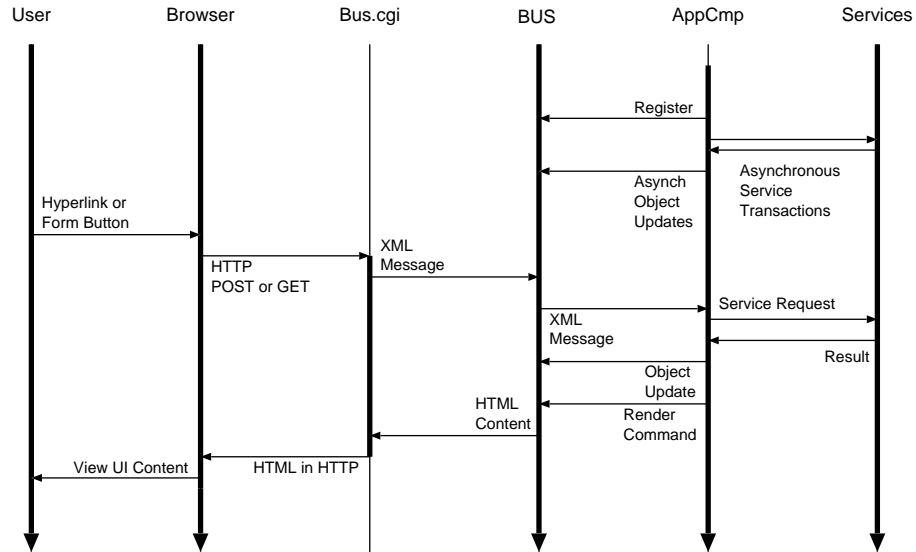 User
Browser
Bus.cgi
BUS
AppCmp
Services
Register
Asynch
Object
Updates
Asynchronous
Service
Transactions
Hyperlink or
Form Button
HTTP
POST or GET
XML
Message
XML
Message
Service Request
Result
Object
Update
Render
Command
HTML
Content
HTML in HTTP
View UI Content